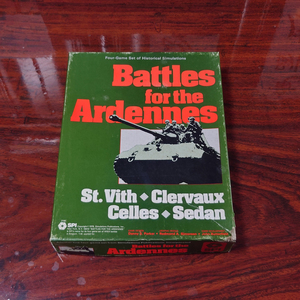 Four-Game Set of Historical Simulations
Battles
for the
Ardennes
St. Vith ◆ Clervaux
Celles ◆ Sedan
SPI
Battles for the
Ardennes